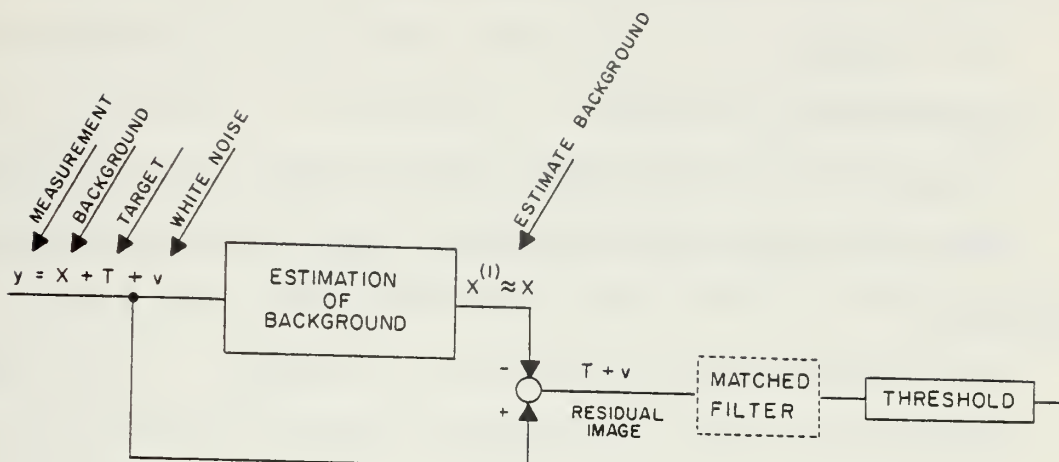 MEASUREMENT
BACKGROUND
TARGET
WHITE NOISE
ESTIMATE BACKGROUND
y = X + T + v
ESTIMATION
OF
BACKGROUND
X^(1) ≈ X
-
+
T + v
RESIDUAL
IMAGE
MATCHED
FILTER
THRESHOLD